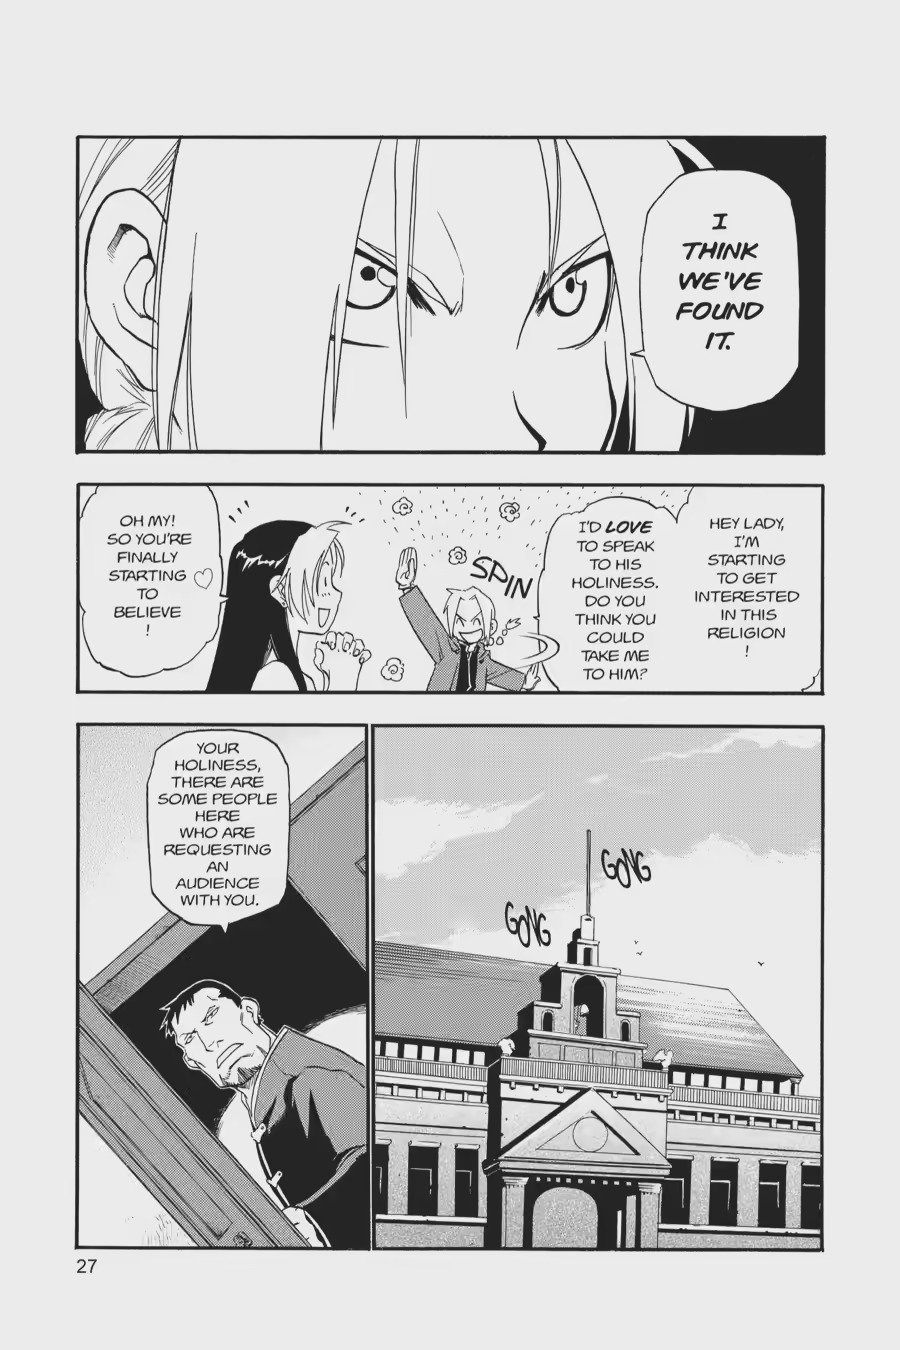 I
THINK
WE'VE
FOUND
IT.
HEY LADY,
I'M
STARTING
TO GET
INTERESTED
IN THIS
RELIGION
!
I'D LOVE
TO SPEAK
TO HIS
HOLINESS.
DO YOU
THINK YOU
COULD
TAKE ME
TO HIM?
SPIN
OH MY!
SO YOU'RE
FINALLY
STARTING
TO
BELIEVE
!
GONG
GONG
YOUR
HOLINESS,
THERE ARE
SOME PEOPLE
HERE
WHO ARE
REQUESTING
AN
AUDIENCE
WITH YOU.
27